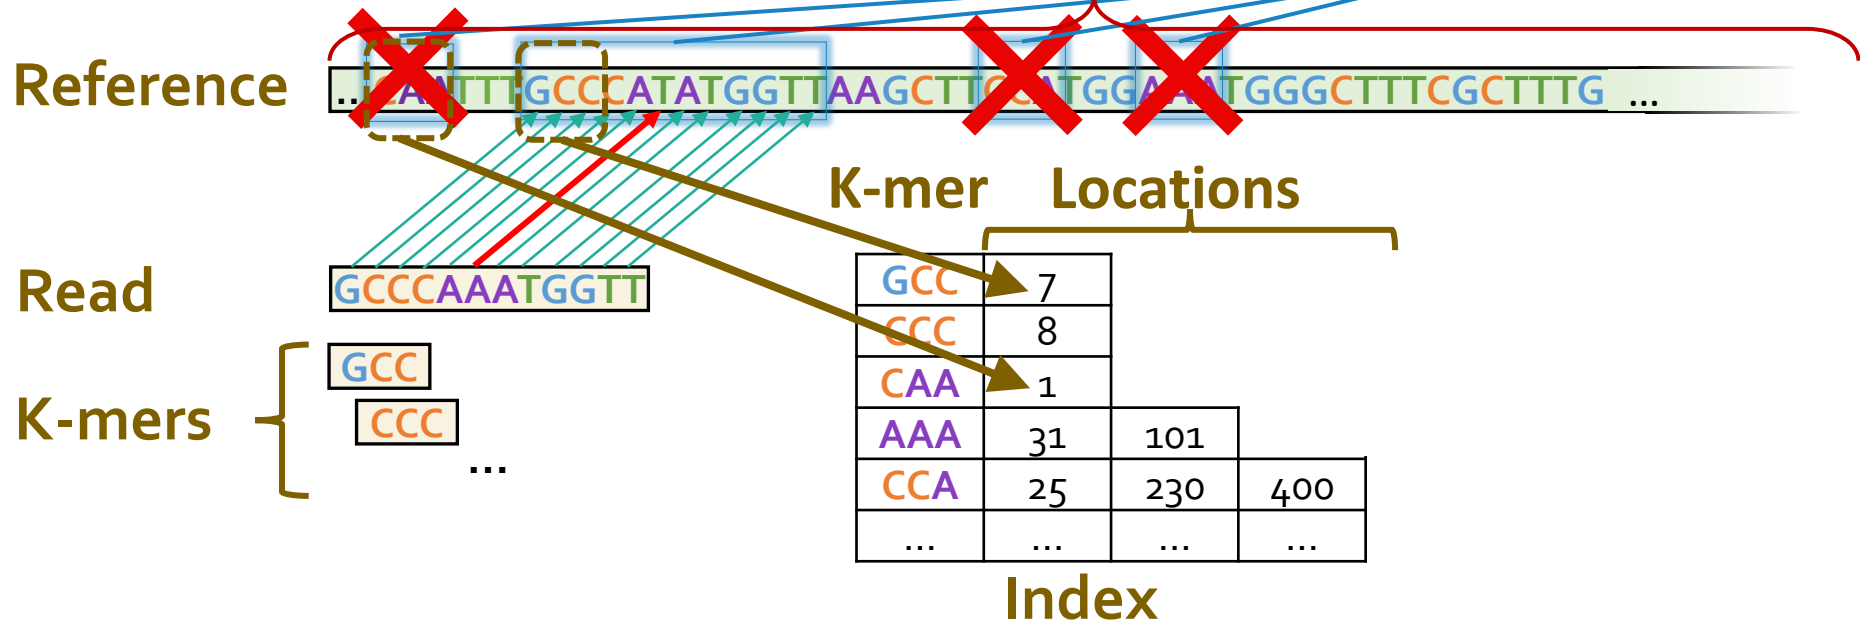 Reference
...CAATTTGCCCATATGGTTAAGCTTCCATGGAAATGGGCTTTCGCTTTG ...
K-mer Locations
Read
GCCCAAATGGTT
K-mers
GCC
CCC
...
GCC 7
CCC 8
CAA 1
AAA 31 101
CCA 25 230 400
... ... ... ...
Index